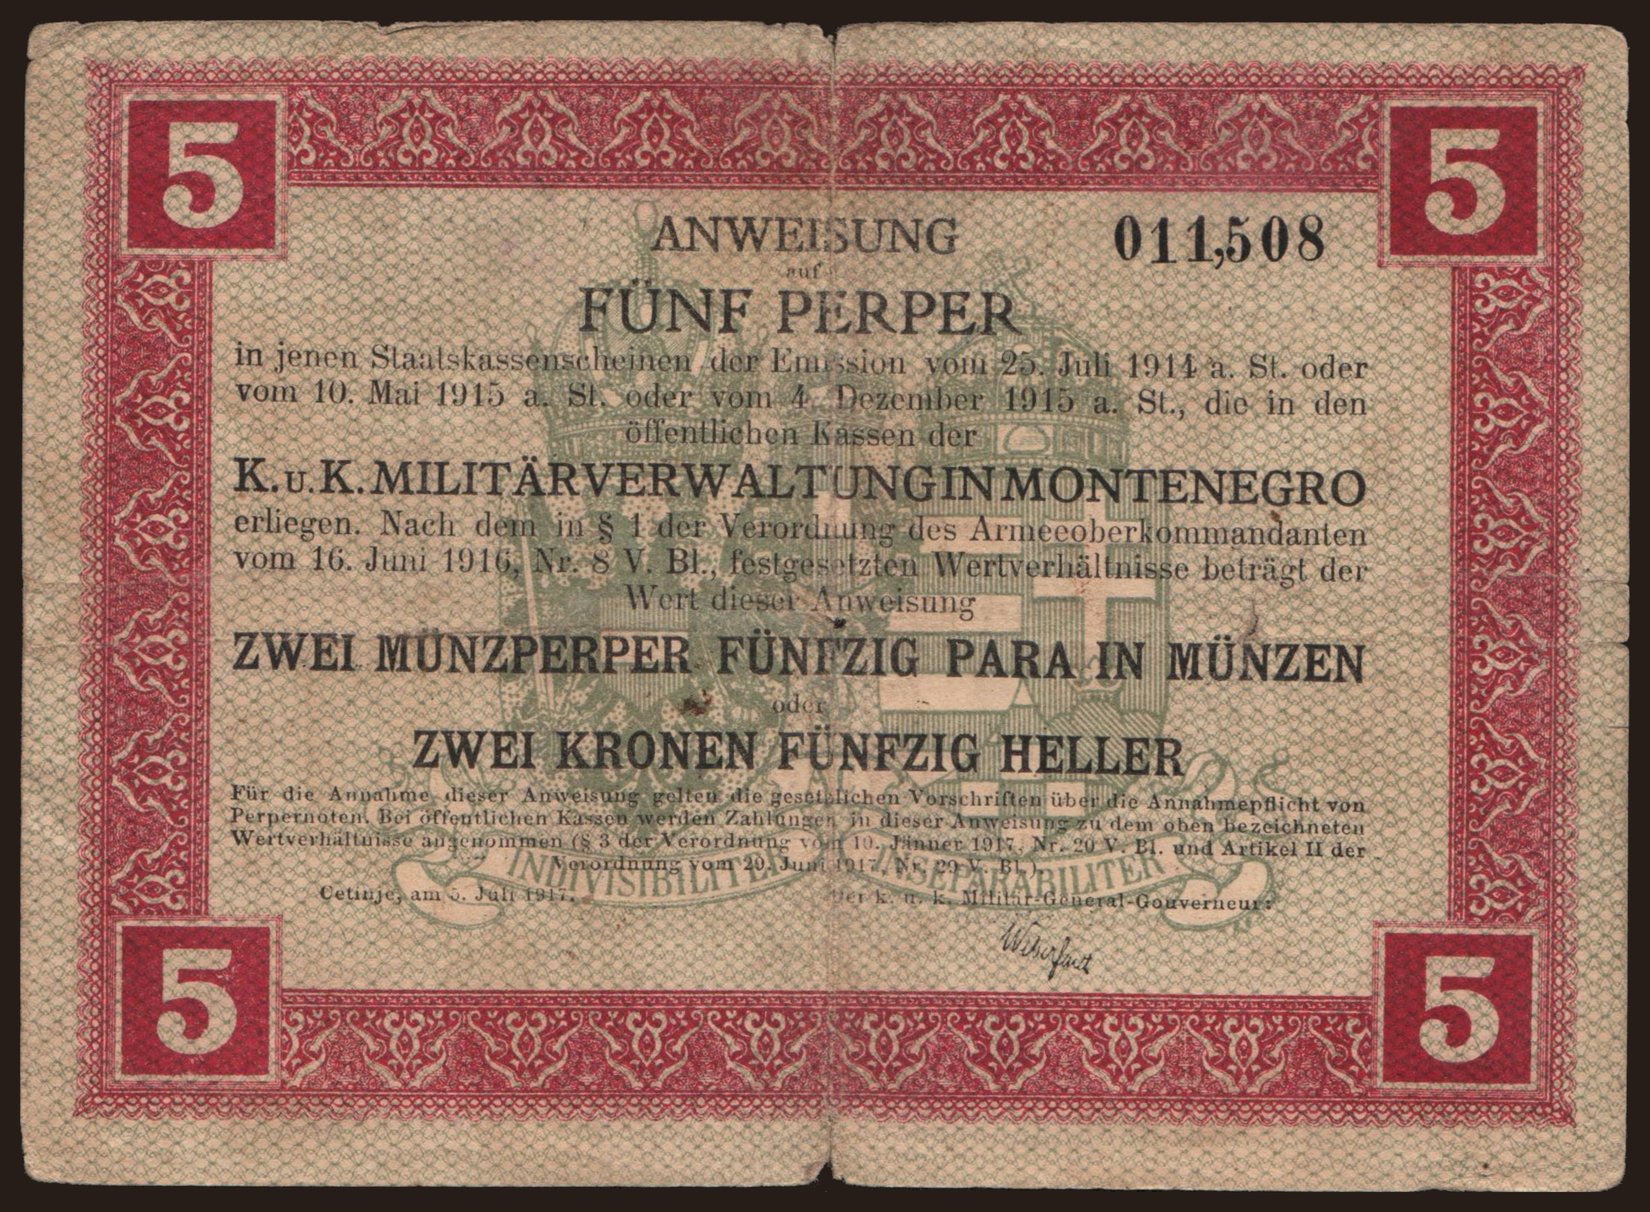 5 5
ANWEISUNG 011,508
auf
FÜNF PERPER
in jenen Staatskassenscheinen der Emission vom 25. Juli 1914 a. St. oder
vom 10. Mai 1915 a. St. oder vom 4. Dezember 1915 a. St., die in den
öffentlichen Kassen der
K. u. K. MILITÄRVERWALTUNG IN MONTENEGRO
erliegen. Nach dem in § 1 der Verordnung des Armeeoberkommandanten
vom 16. Juni 1916, Nr. 8 V. Bl., festgesetzten Wertverhältnisse beträgt der
Wert dieser Anweisung
ZWEI MÜNZPERPER FÜNFZIG PARA IN MÜNZEN
oder
ZWEI KRONEN FÜNFZIG HELLER
Für die Annahme dieser Anweisung gelten die gesetzlichen Vorschriften über die Annahmepflicht von
Perpernoten. Bei öffentlichen Kassen werden Zahlungen in dieser Anweisung zu dem oben bezeichneten
Wertverhältnisse angenommen (§ 3 der Verordnung vom 10. Jänner 1917, Nr. 20 V. Bl. und Artikel II der
Verordnung vom 29. Juni 1917, Nr. 29 V. Bl.).
INDIVISIBILITER AC INSEPARABILITER
Cetinje, am 5. Juli 1917.
Der k. u. k. Militär-General-Gouverneur:
5 5